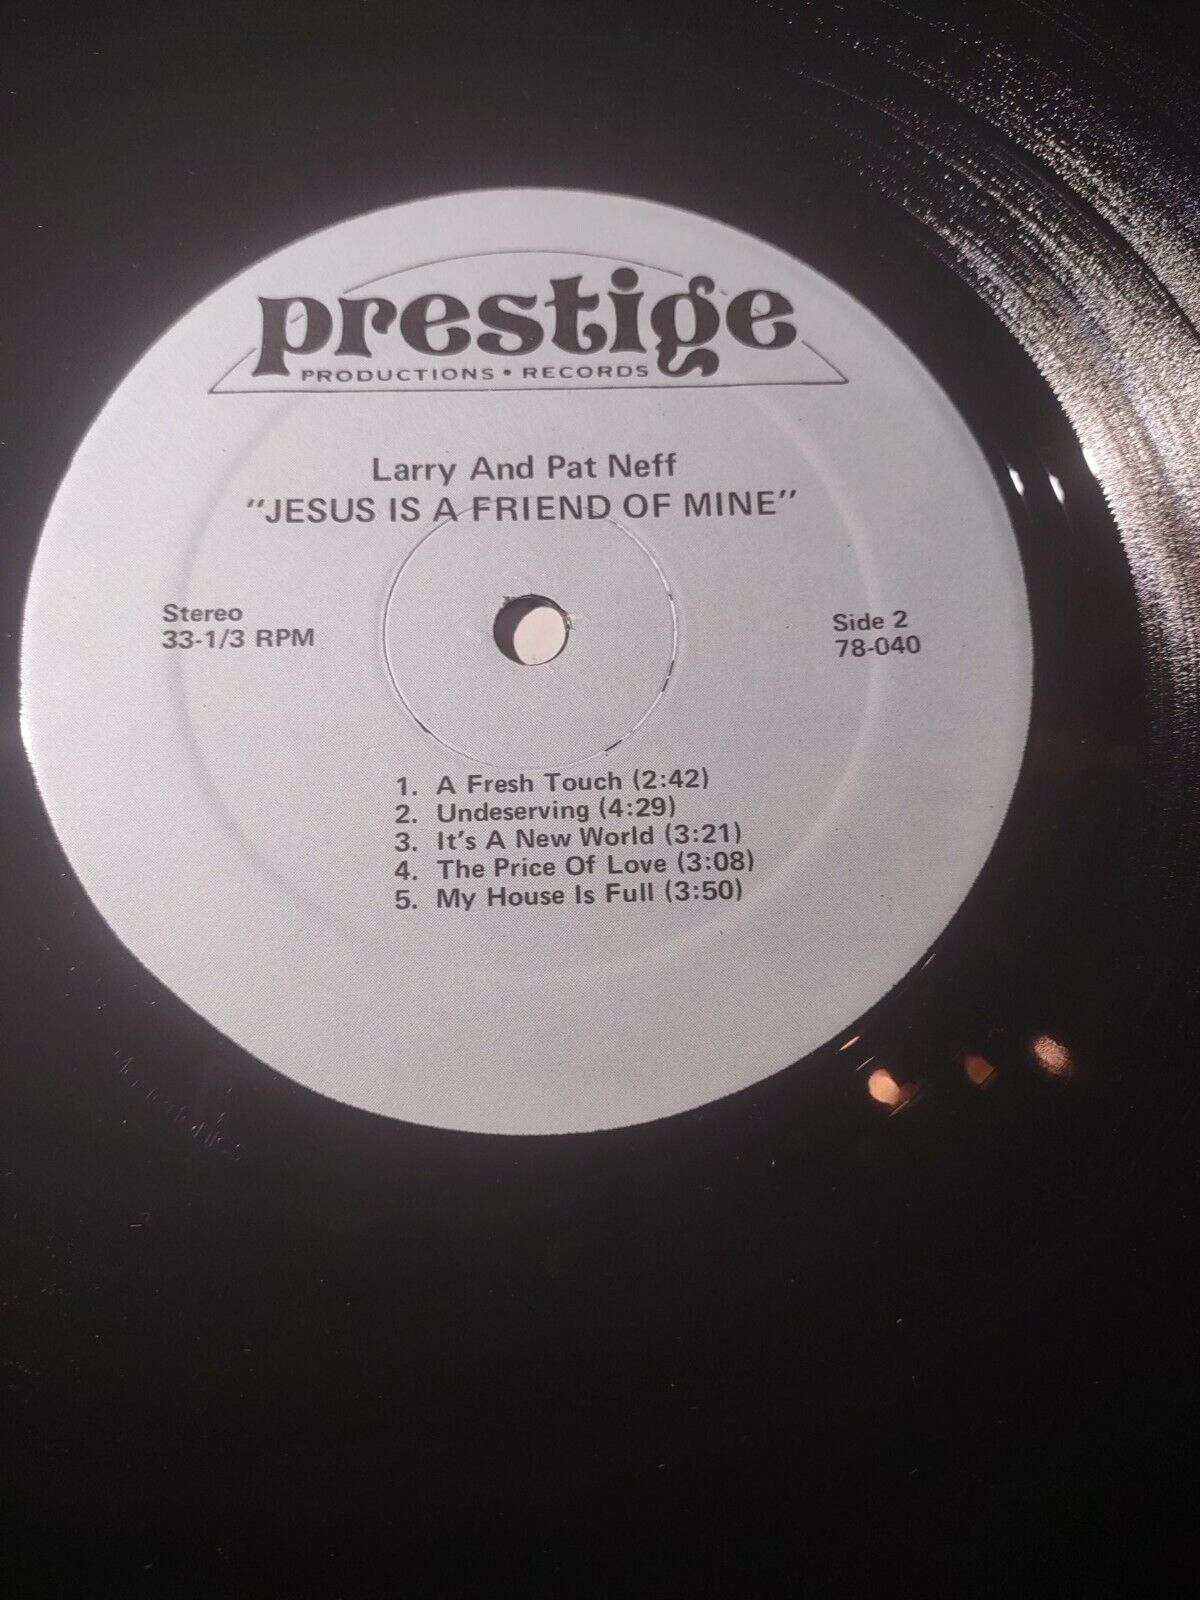 prestige
PRODUCTIONS • RECORDS
Larry And Pat Neff
"JESUS IS A FRIEND OF MINE"
Stereo
33-1/3 RPM
Side 2
78-040
1. A Fresh Touch (2:42)
2. Undeserving (4:29)
3. It's A New World (3:21)
4. The Price Of Love (3:08)
5. My House Is Full (3:50)